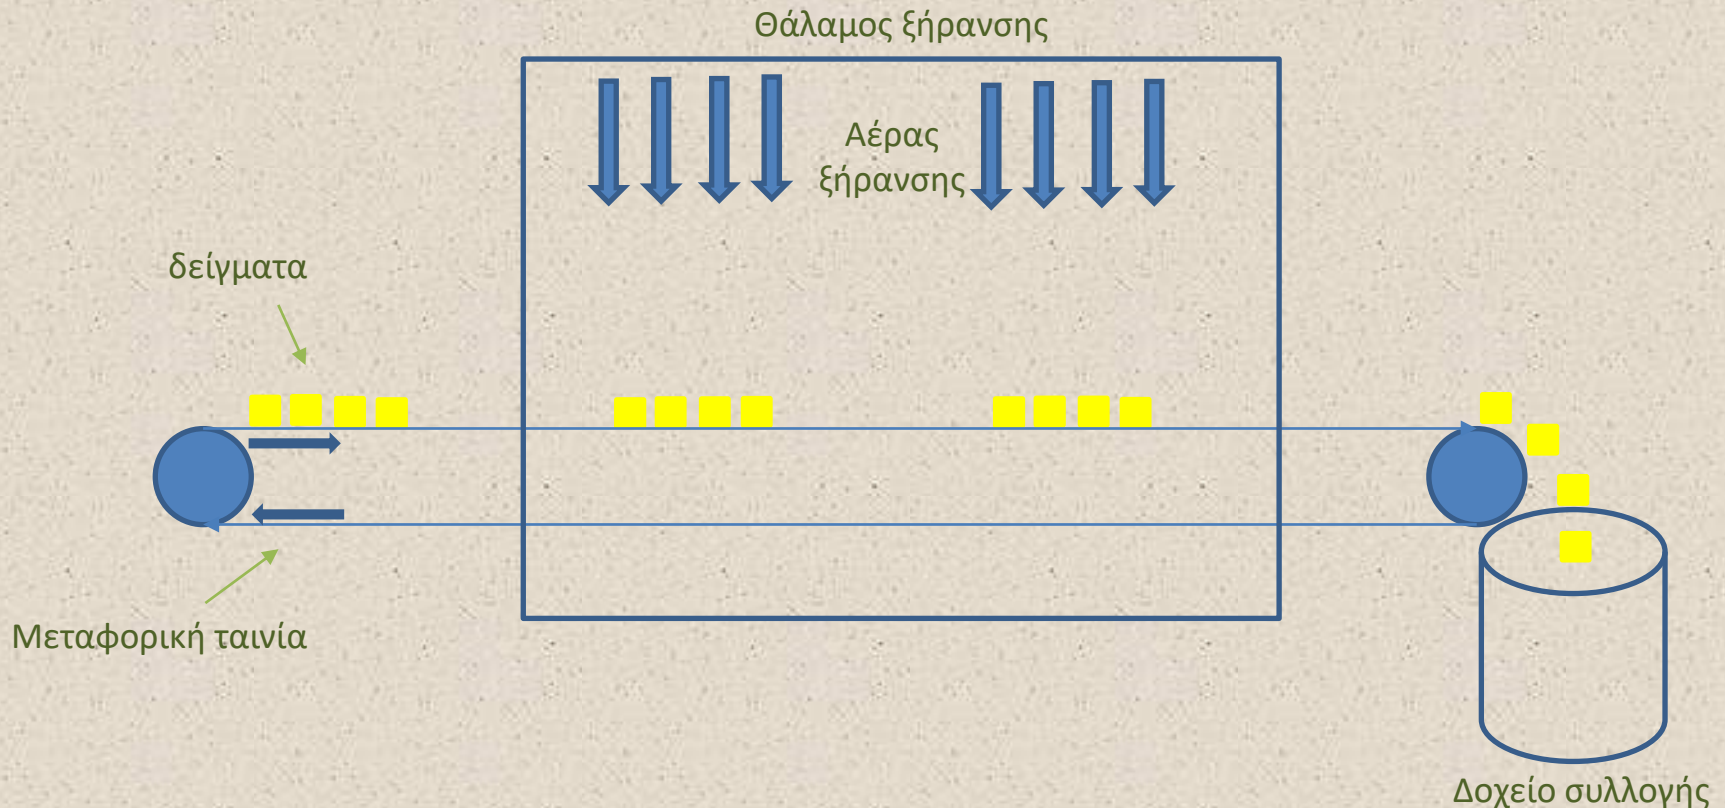 Θάλαμος ξήρανσης
Αέρας
ξήρανσης
δείγματα
Μεταφορική ταινία
Δοχείο συλλογής